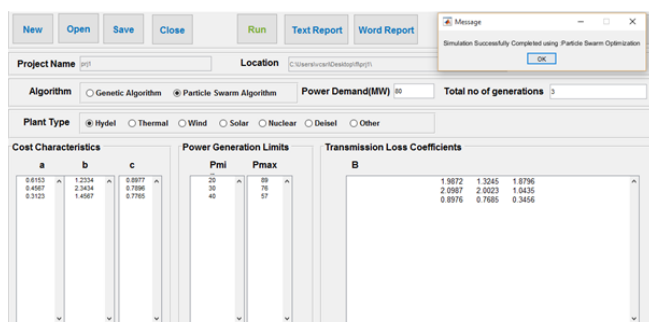 New Open Save Close Run Text Report Word Report
Message
Simulation Successfully Completed using :Particle Swarm Optimization
OK
Project Name prj1 Location C:\Users\vcarl\Desktop\ffsprj1\
Algorithm Genetic Algorithm Particle Swarm Algorithm Power Demand(MW) 80 Total no of generations 3
Plant Type Hydel Thermal Wind Solar Nuclear Deisel Other
Cost Characteristics Power Generation Limits Transmission Loss Coefficients
a b c Pmi Pmax B
0.6153 1.2334 0.8977 20 89 1.9872 1.3245 1.8796
0.4567 2.3434 0.7896 30 76 2.0987 2.0023 1.0435
0.3123 1.4567 0.7765 40 57 0.8976 0.7685 0.3456